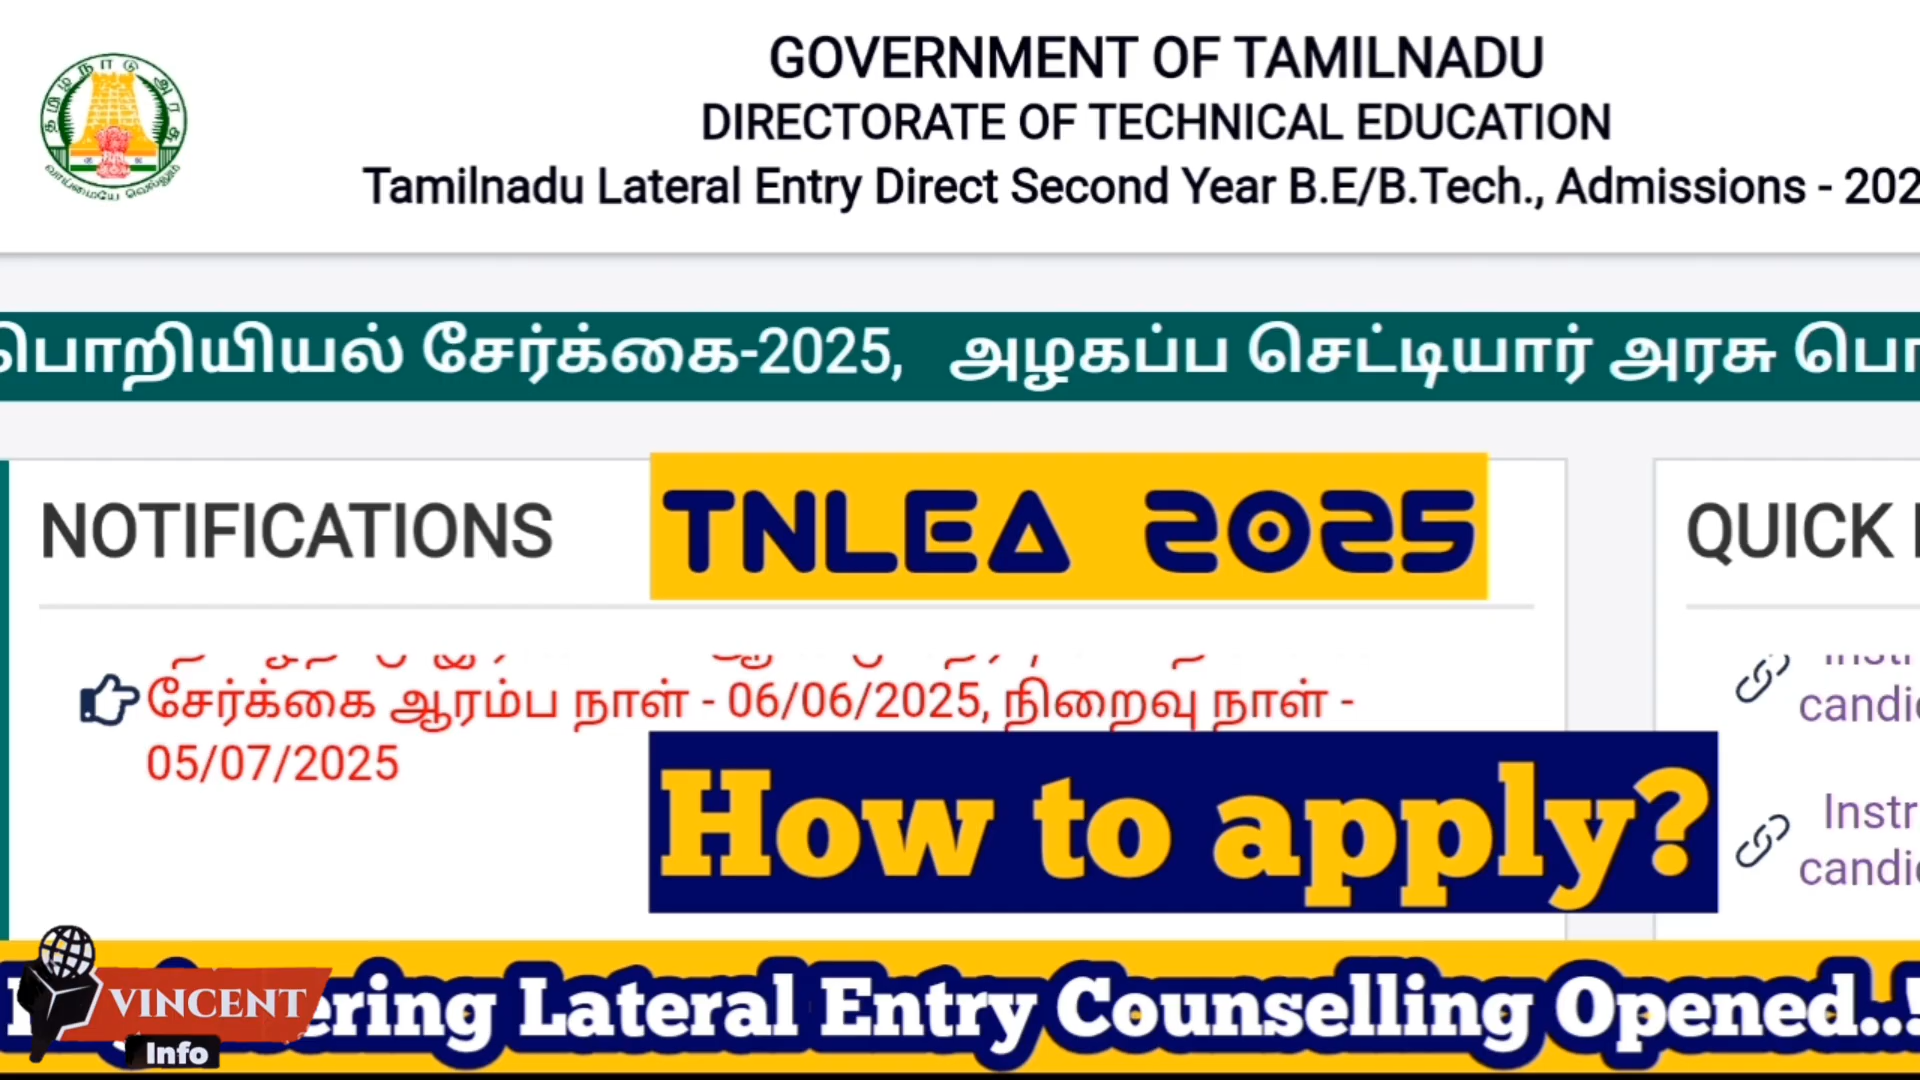 GOVERNMENT OF TAMILNADU
DIRECTORATE OF TECHNICAL EDUCATION
Tamilnadu Lateral Entry Direct Second Year B.E/B.Tech., Admissions - 202
பொறியியல் சேர்க்கை-2025, அழகப்ப செட்டியார் அரசு பொ
NOTIFICATIONS
TNLEA 2025
QUICK
சேர்க்கை ஆரம்ப நாள் - 06/06/2025, நிறைவு நாள் -
05/07/2025
candi
How to apply?
Instr
candi
ering Lateral Entry Counselling Opened..!
VINCENT
Info